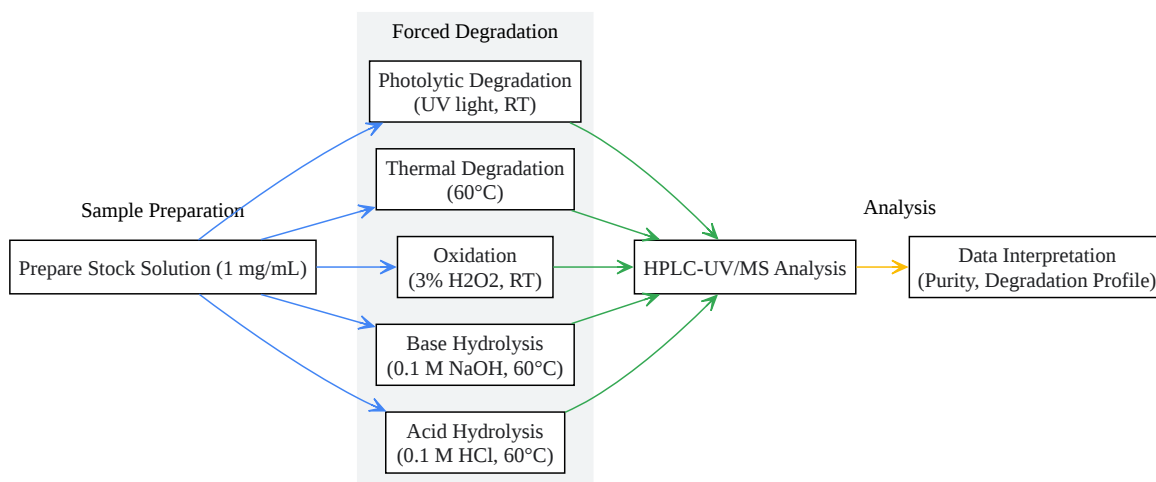 Forced Degradation
Photolytic Degradation
(UV light, RT)
Thermal Degradation
(60°C)
Sample Preparation
Analysis
Prepare Stock Solution (1 mg/mL)
Oxidation
(3% H2O2, RT)
HPLC-UV/MS Analysis
Data Interpretation
(Purity, Degradation Profile)
Base Hydrolysis
(0.1 M NaOH, 60°C)
Acid Hydrolysis
(0.1 M HCl, 60°C)